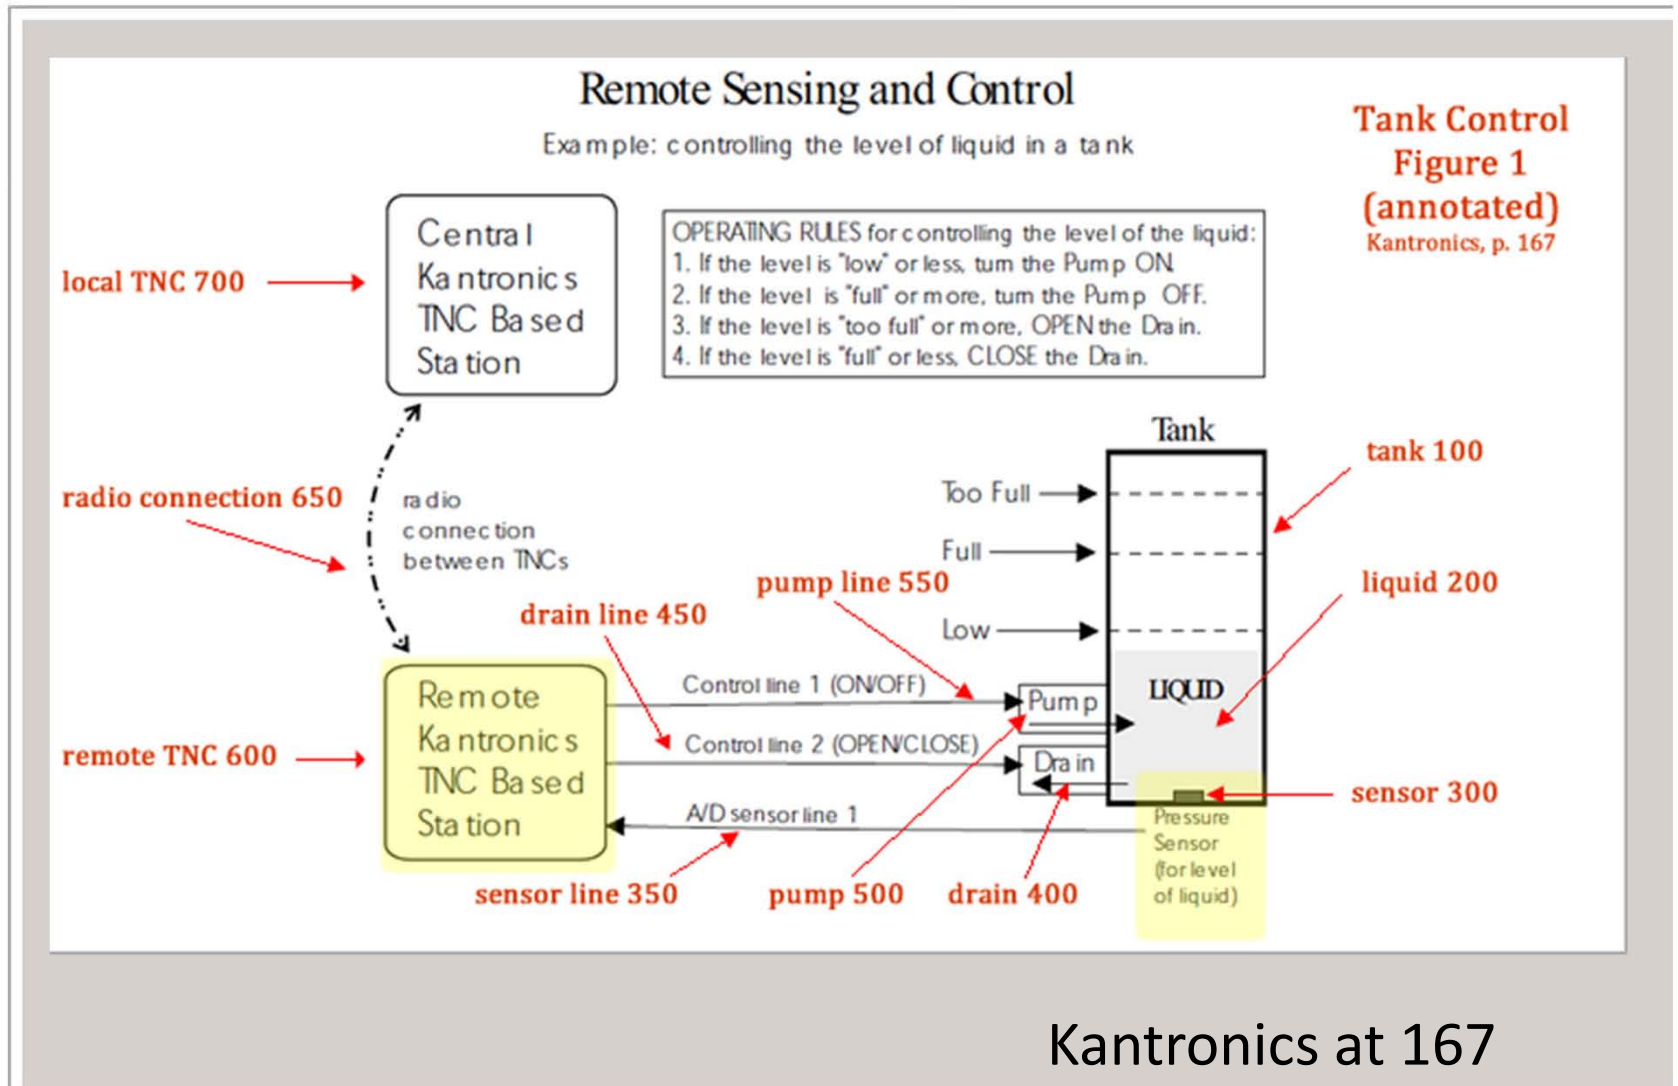 Remote Sensing and Control
Example: controlling the level of liquid in a tank
Tank Control
Figure 1
(annotated)
Kantronics, p. 167
Central
Kantronics
TNC Based
Station
OPERATING RULES for controlling the level of the liquid:
1. If the level is "low" or less, turn the Pump ON.
2. If the level is "full" or more, turn the Pump OFF.
3. If the level is "too full" or more, OPEN the Drain.
4. If the level is "full" or less, CLOSE the Drain.
local TNC 700
radio connection 650
radio
connection
between TNCs
Tank
tank 100
Too Full
Full
Low
liquid 200
pump line 550
drain line 450
Remote
Kantronics
TNC Based
Station
remote TNC 600
Control line 1 (ON/OFF)
Control line 2 (OPEN/CLOSE)
A/D sensor line 1
Pump
Drain
LIQUID
sensor 300
Pressure
Sensor
(for level
of liquid)
sensor line 350
pump 500
drain 400
Kantronics at 167